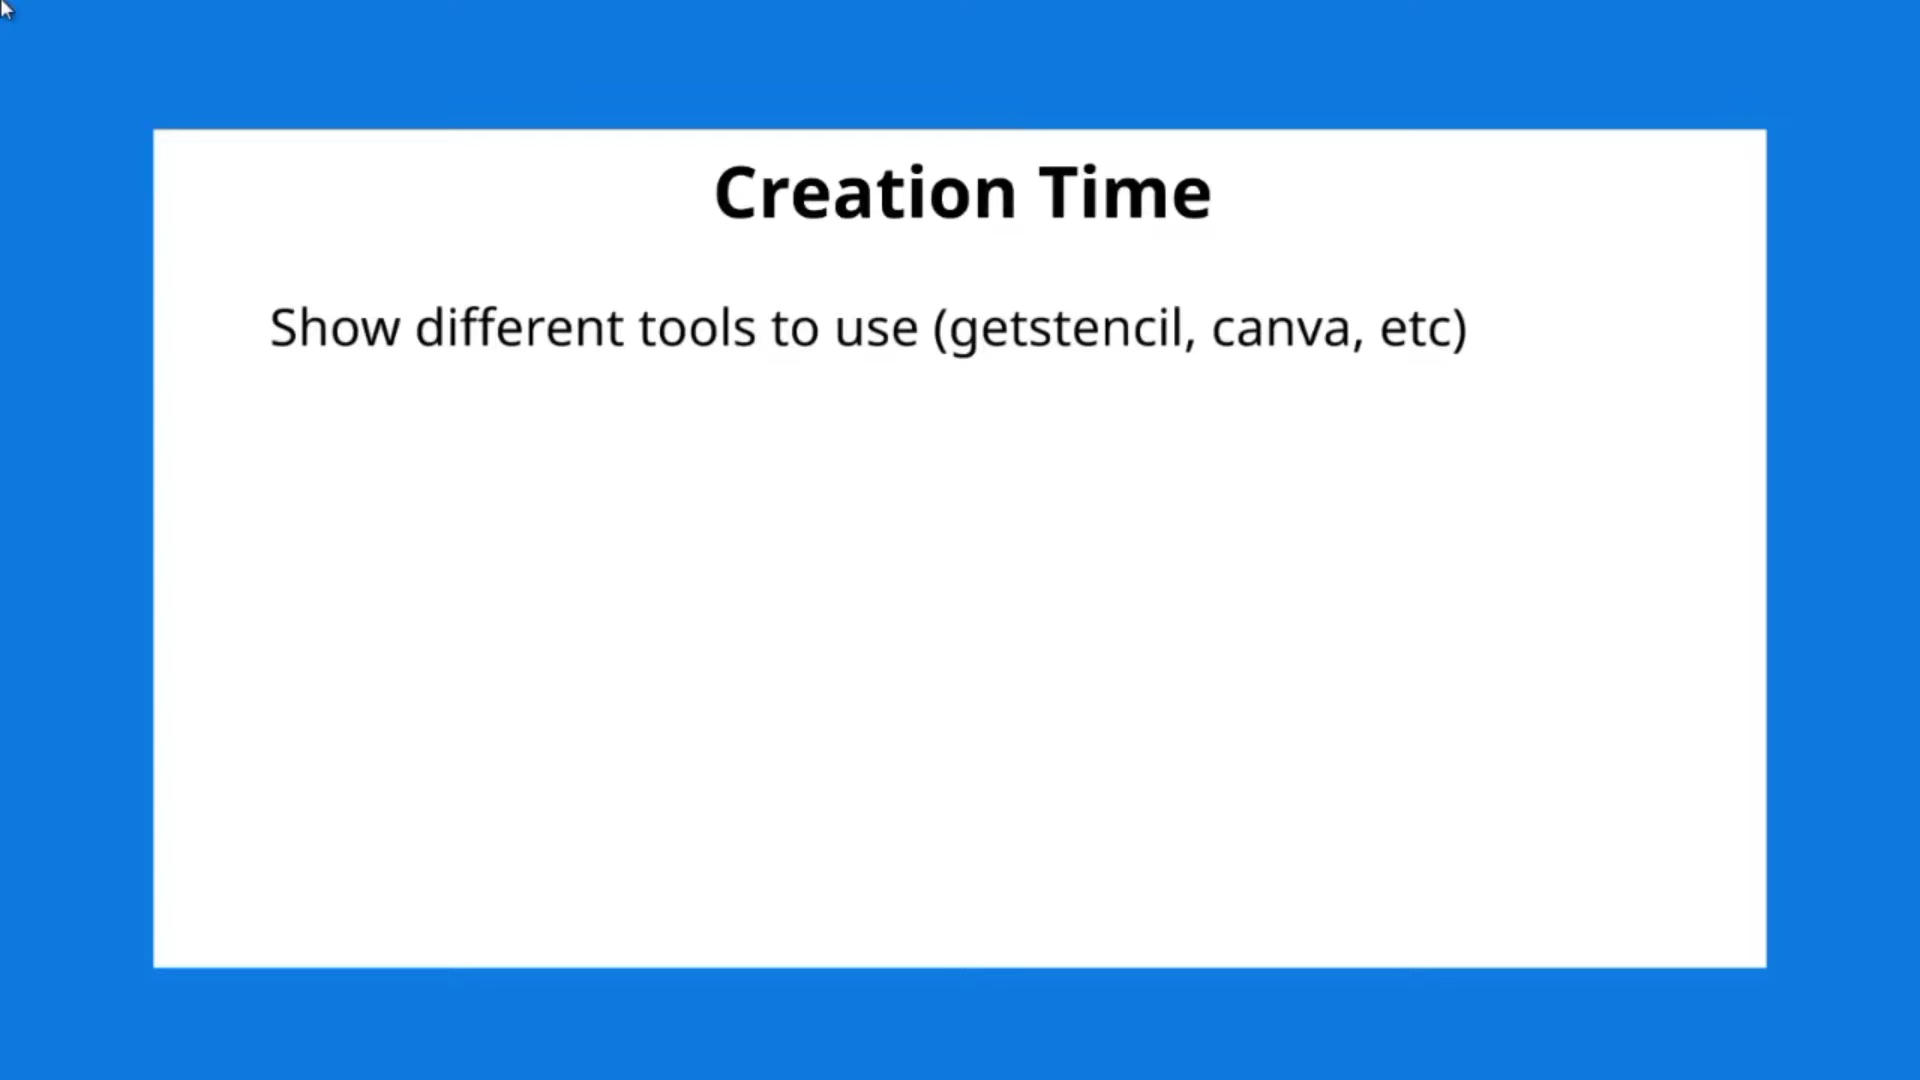 Creation Time
Show different tools to use (getstencil, canva, etc)